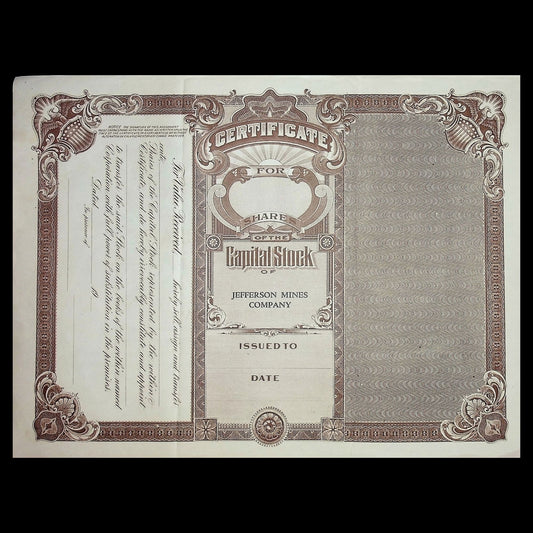 CERTIFICATE
FOR
SHARE
OF THE
Capital Stock
OF
JEFFERSON MINES
COMPANY
ISSUED TO
DATE
For Value Received, hereby sell, assign and transfer
unto
Shares of the Capital Stock represented by the within
Certificate, and do hereby irrevocably constitute and appoint
to transfer the said Stock on the books of the within named
Corporation with full power of substitution in the premises.
Dated 19
In presence of